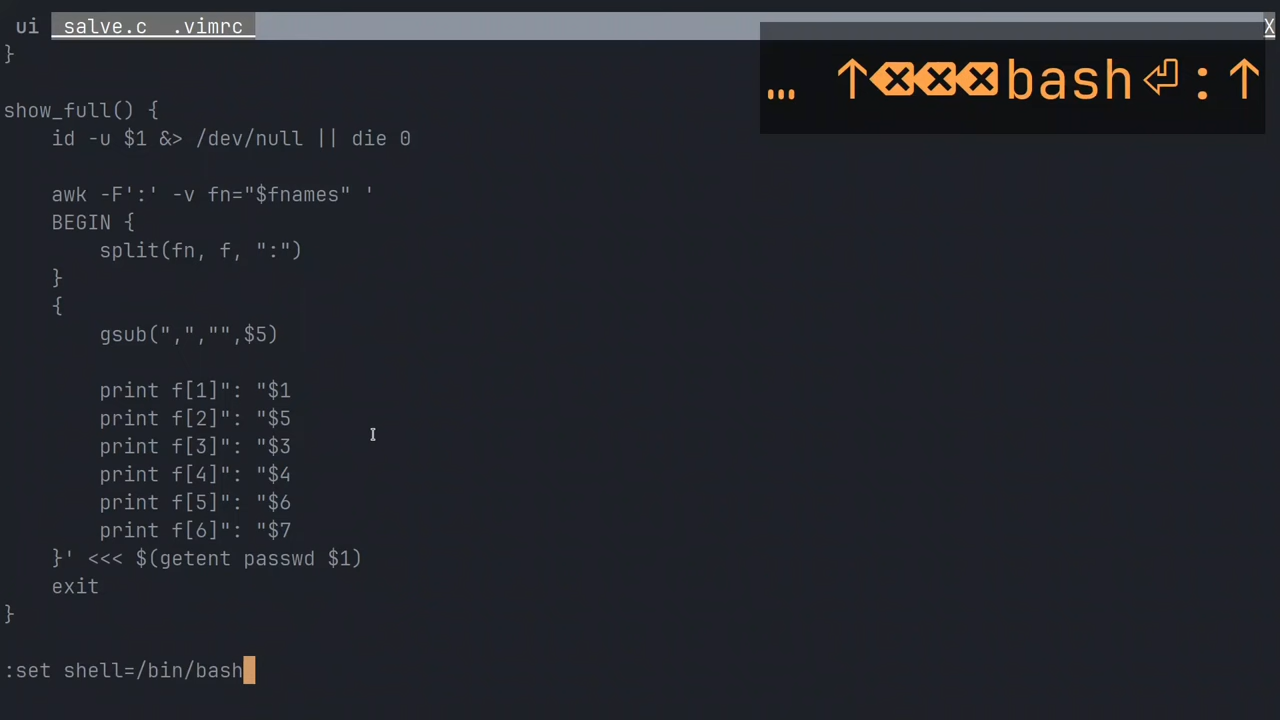 ui salve.c .vimrc X
… ↑⌫⌫⌫bash⏎:↑
}
show_full() {
    id -u $1 &> /dev/null || die 0
    awk -F':' -v fn="$fnames" '
    BEGIN {
        split(fn, f, ":")
    }
    {
        gsub(",","",$5)
        print f[1]": "$1
        print f[2]": "$5
        print f[3]": "$3
        print f[4]": "$4
        print f[5]": "$6
        print f[6]": "$7
    }' <<< $(getent passwd $1)
    exit
}
:set shell=/bin/bash